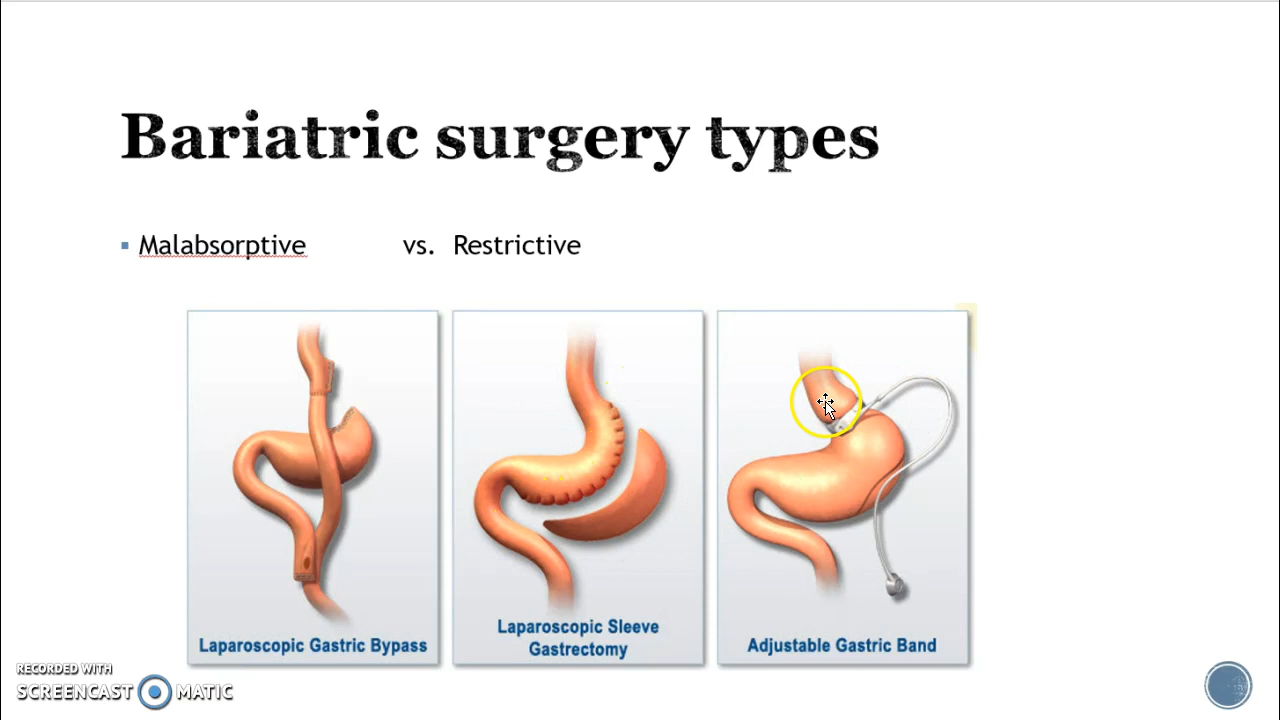 Bariatric surgery types
Malabsorptive vs. Restrictive
Laparoscopic Gastric Bypass
Laparoscopic Sleeve
Gastrectomy
Adjustable Gastric Band
RECORDED WITH
SCREENCAST MATIC